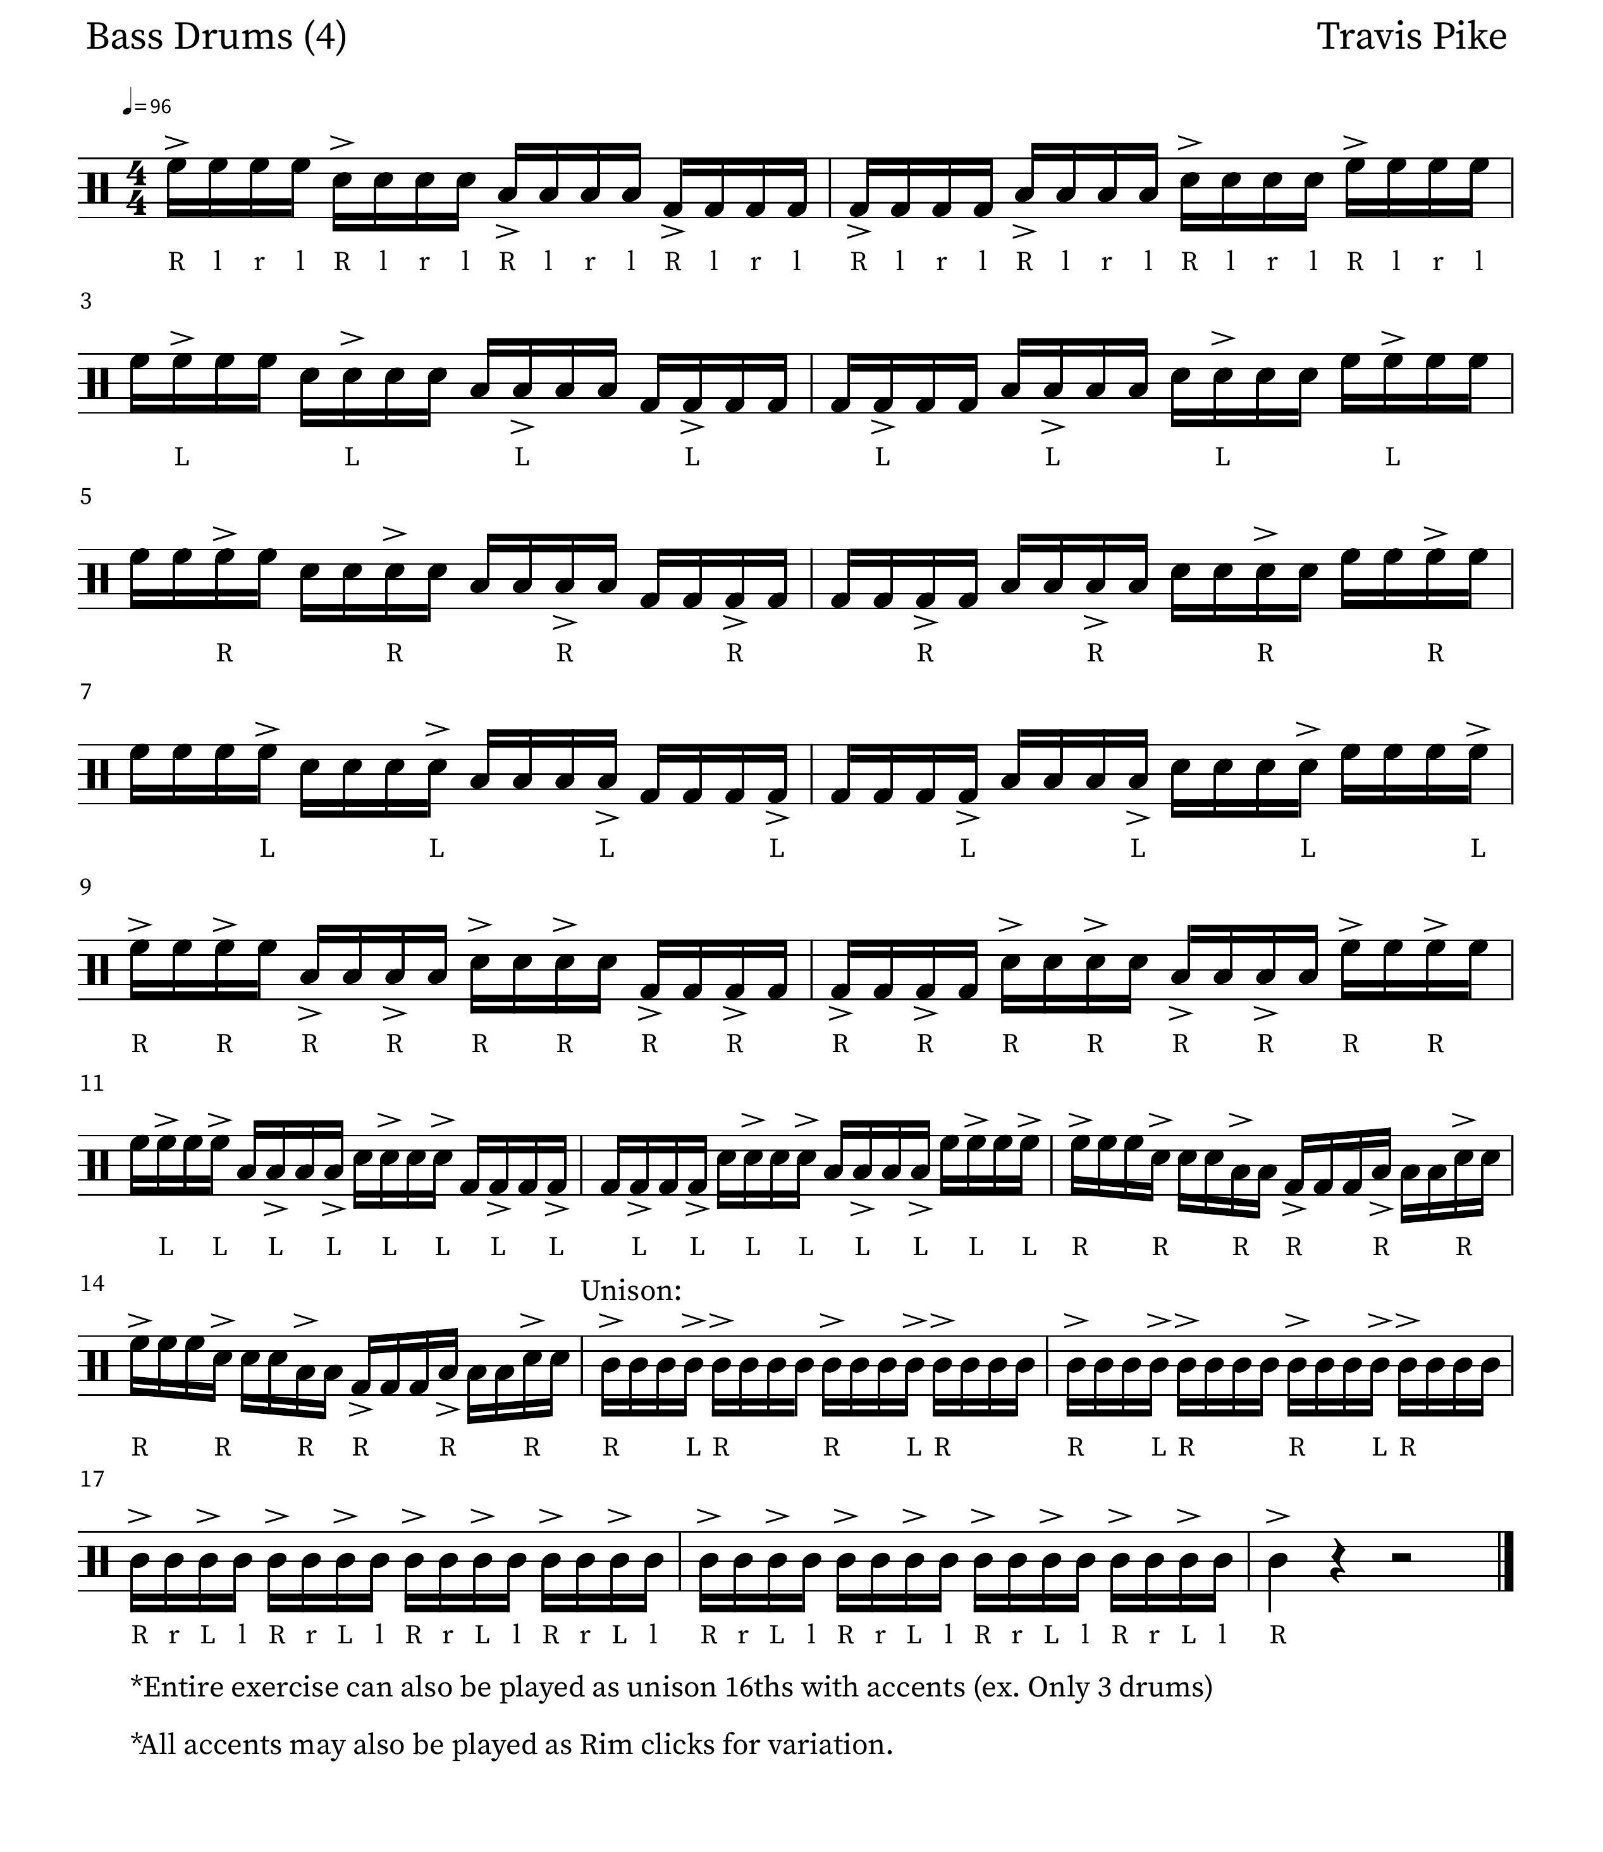 Bass Drums (4) Travis Pike
=96
4
4
R l r l R l r l R l r l R l r l R l r l R l r l R l r l R l r l
3
L L L L L L L L
5
R R R R R R R R
7
L L L L L L L L
9
R R R R R R R R R R R R R R R R
11
L L L L L L L L L L L L L L L L R R R R R R
14
Unison:
R R R R R R R L R R L R R L R R L R
17
R r L l R r L l R r L l R r L l R r L l R r L l R r L l R r L l R
*Entire exercise can also be played as unison 16ths with accents (ex. Only 3 drums)
*All accents may also be played as Rim clicks for variation.